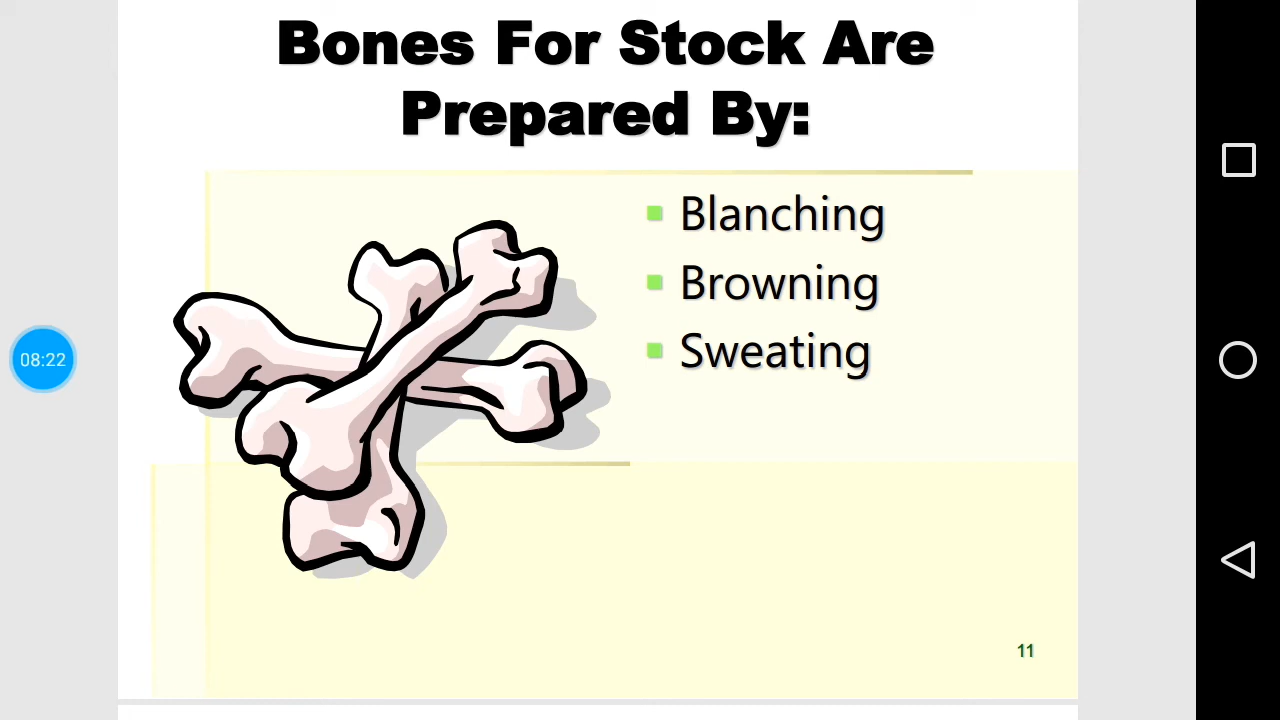 Bones For Stock Are
Prepared By:
Blanching
Browning
Sweating
08:22
11